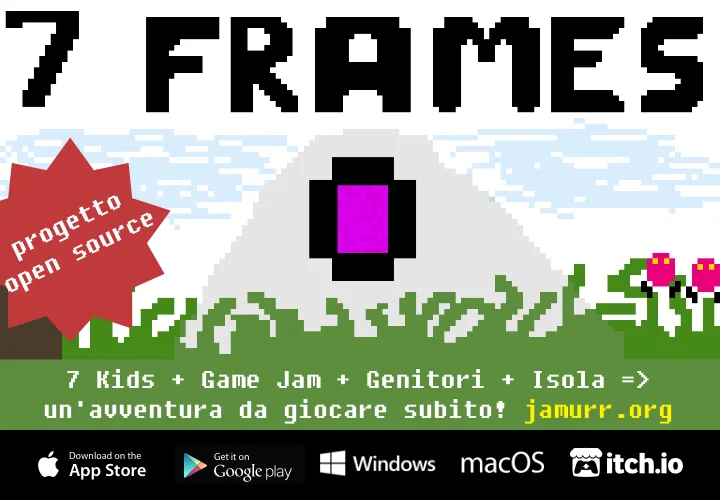 7 FRAMES
progetto
open source
7 Kids + Game Jam + Genitori + Isola =>
un'avventura da giocare subito! jamurr.org
Download on the
App Store
Get it on
Google play
Windows
macOS
itch.io